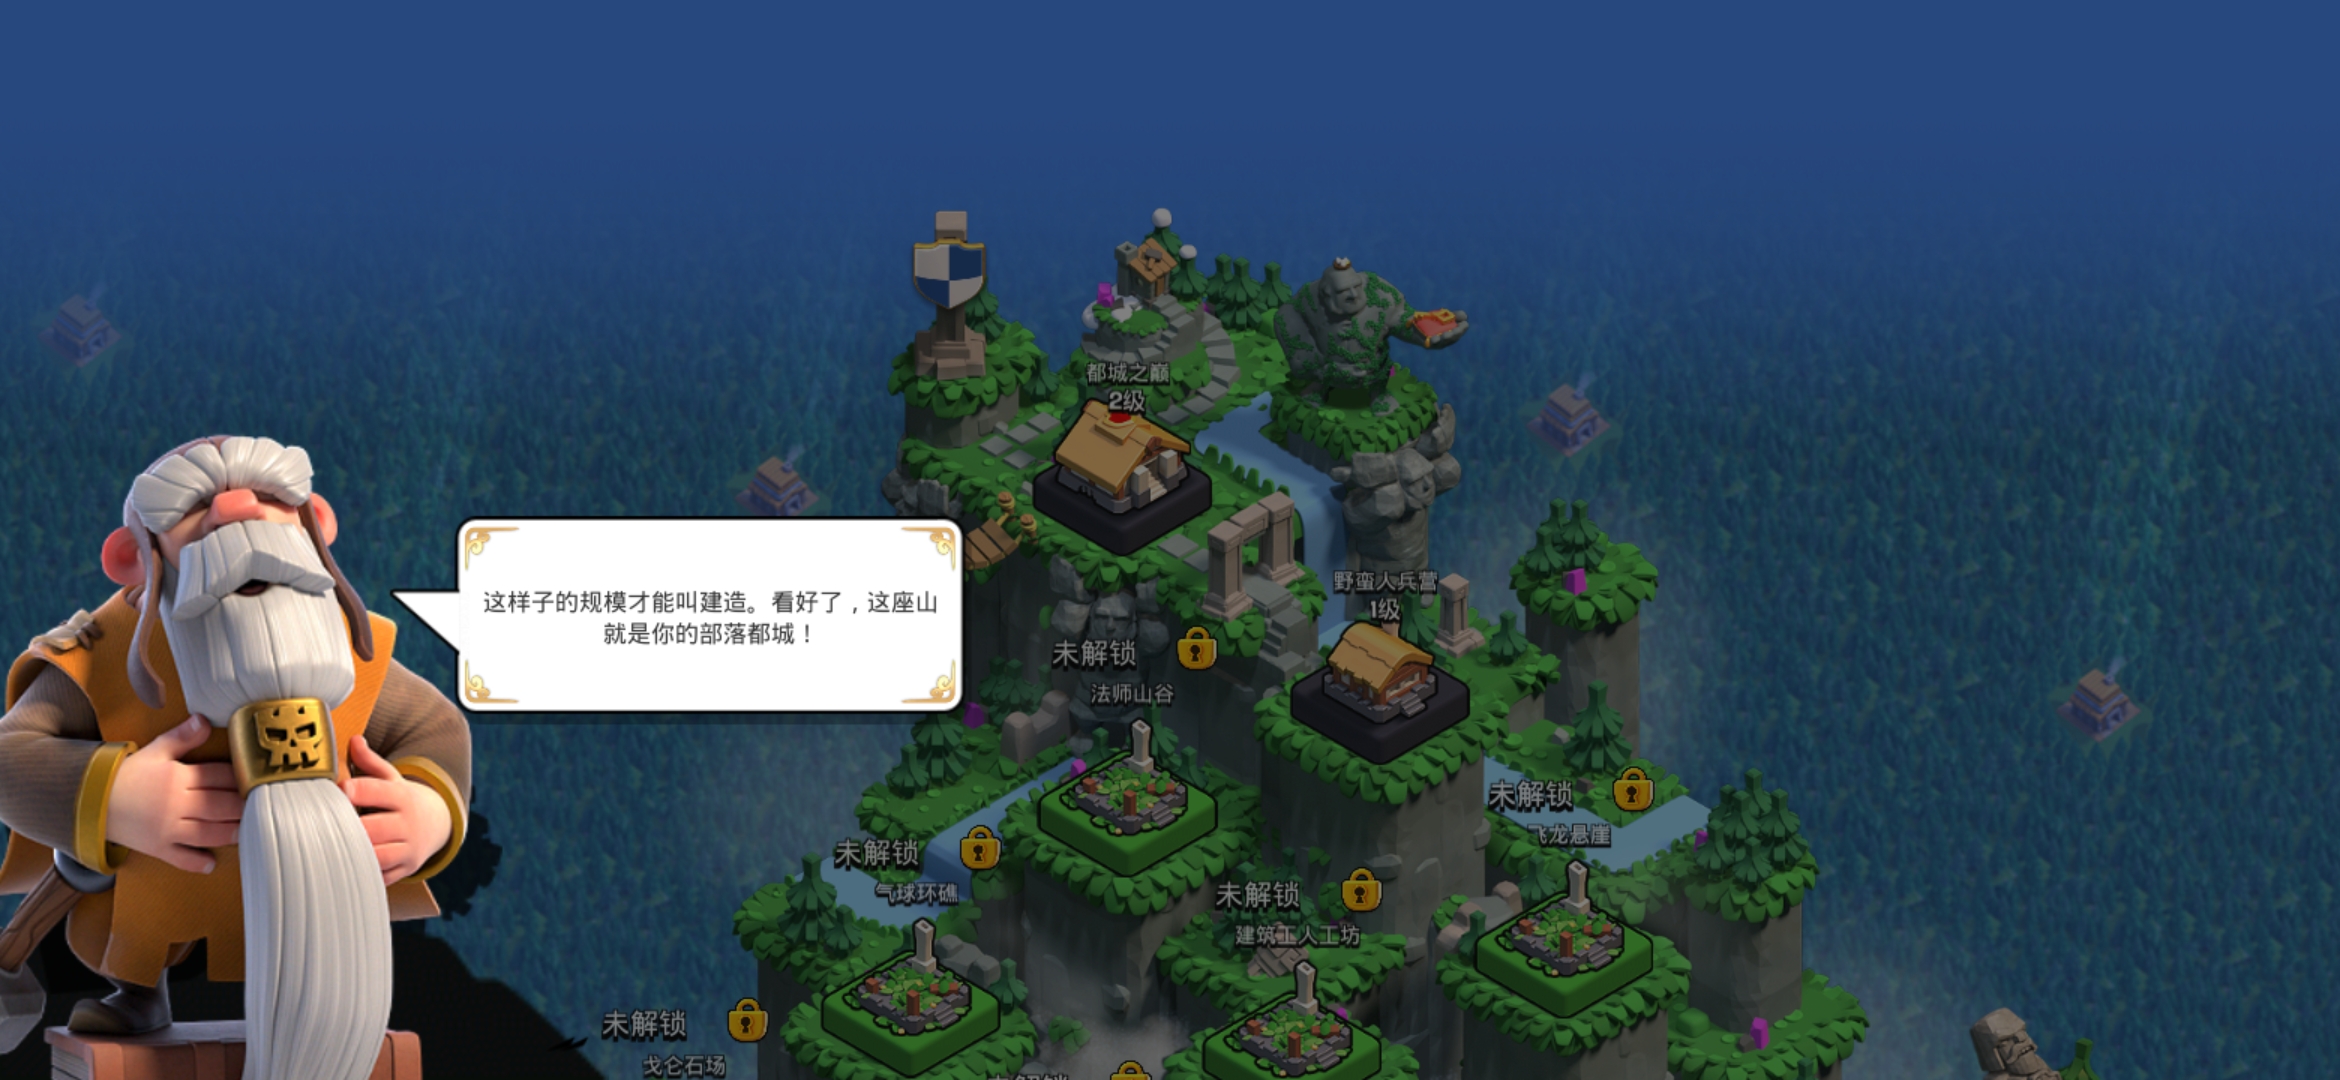 都城之巅
2级
野蛮人兵营
1级
这样子的规模才能叫建造。看好了，这座山
就是你的部落都城！
未解锁
法师山谷
未解锁
飞龙悬崖
未解锁
气球环礁
未解锁
建筑工人工坊
未解锁
戈仑石场
未解锁